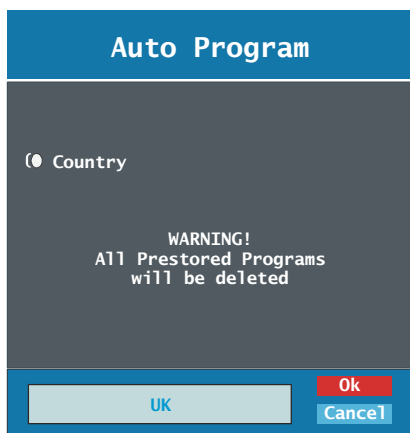 Auto Program
Country
WARNING!
All Prestored Programs
will be deleted
UK
Ok
Cancel